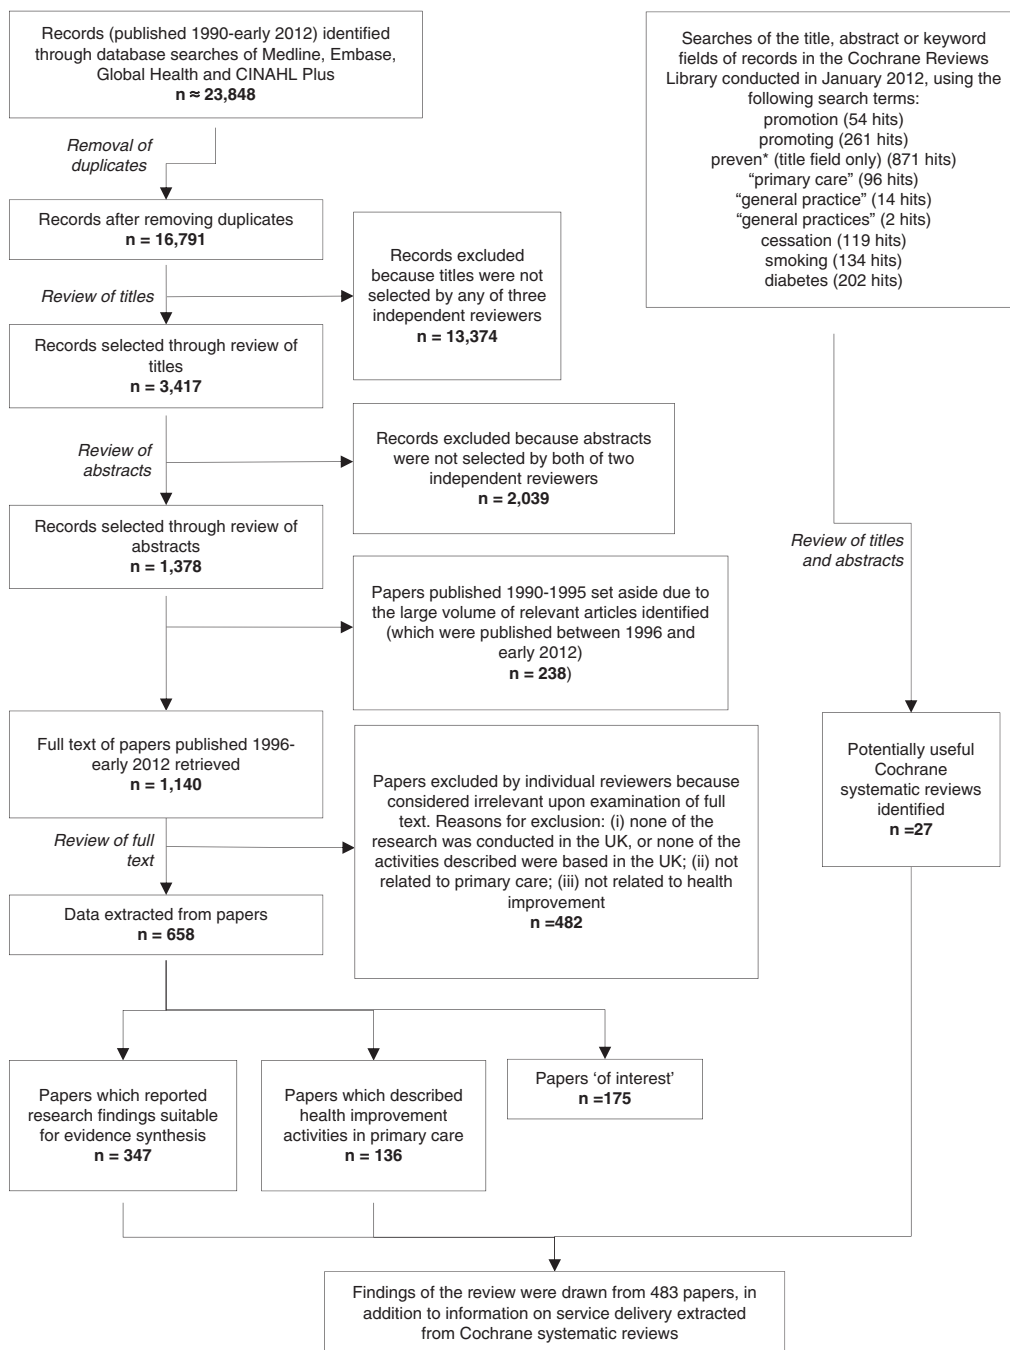 Records (published 1990-early 2012) identified
through database searches of Medline, Embase,
Global Health and CINAHL Plus
n ≈ 23,848
Removal of
duplicates
Records after removing duplicates
n = 16,791
Review of titles
Records excluded
because titles were not
selected by any of three
independent reviewers
n = 13,374
Records selected through review of
titles
n = 3,417
Review of
abstracts
Records excluded because abstracts
were not selected by both of two
independent reviewers
n = 2,039
Records selected through review of
abstracts
n = 1,378
Papers published 1990-1995 set aside due to
the large volume of relevant articles identified
(which were published between 1996 and
early 2012)
n = 238)
Full text of papers published 1996-
early 2012 retrieved
n = 1,140
Review of full
text
Papers excluded by individual reviewers because
considered irrelevant upon examination of full
text. Reasons for exclusion: (i) none of the
research was conducted in the UK, or none of the
activities described were based in the UK; (ii) not
related to primary care; (iii) not related to health
improvement
n =482
Data extracted from papers
n = 658
Papers which reported
research findings suitable
for evidence synthesis
n = 347
Papers which described
health improvement
activities in primary care
n = 136
Papers ‘of interest’
n =175
Searches of the title, abstract or keyword
fields of records in the Cochrane Reviews
Library conducted in January 2012, using the
following search terms:
promotion (54 hits)
promoting (261 hits)
preven* (title field only) (871 hits)
“primary care” (96 hits)
“general practice” (14 hits)
“general practices” (2 hits)
cessation (119 hits)
smoking (134 hits)
diabetes (202 hits)
Review of titles
and abstracts
Potentially useful
Cochrane
systematic reviews
identified
n =27
Findings of the review were drawn from 483 papers, in
addition to information on service delivery extracted
from Cochrane systematic reviews